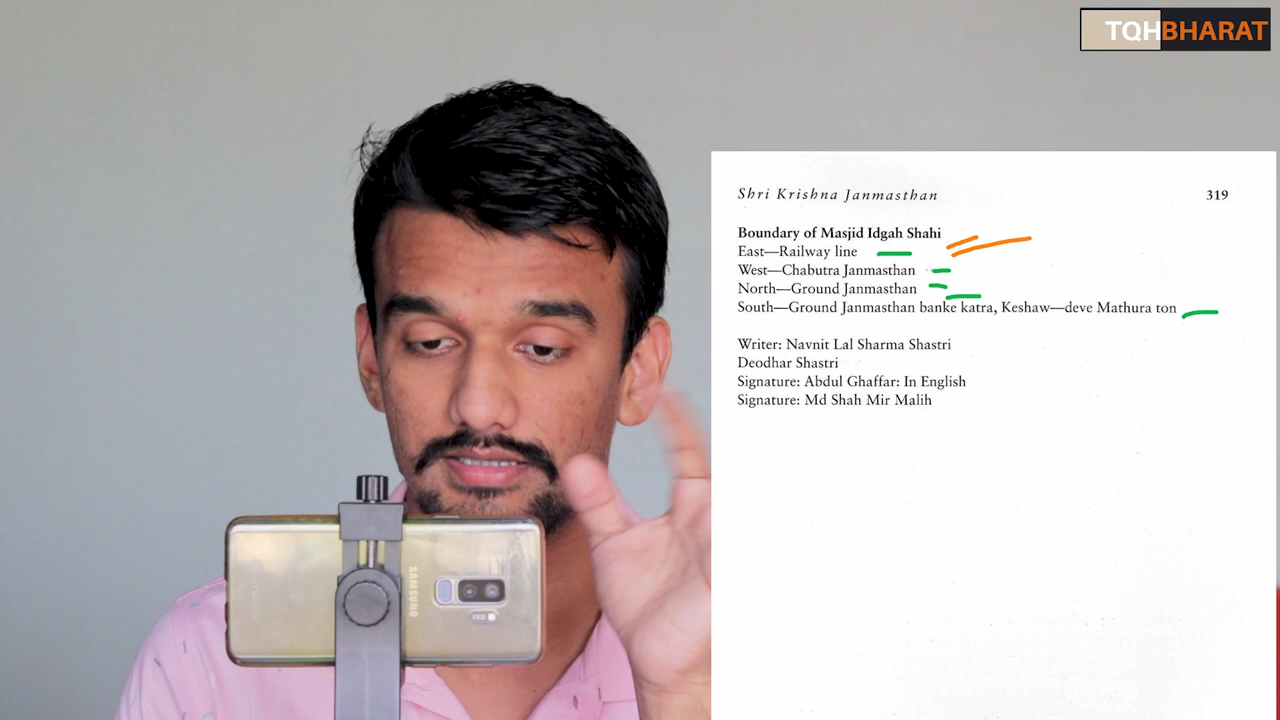 TQHBHARAT
Shri Krishna Janmasthan 319
Boundary of Masjid Idgah Shahi
East—Railway line
West—Chabutra Janmasthan
North—Ground Janmasthan
South—Ground Janmasthan banke katra, Keshaw—deve Mathura ton
Writer: Navnit Lal Sharma Shastri
Deodhar Shastri
Signature: Abdul Ghaffar: In English
Signature: Md Shah Mir Malih
SAMSUNG